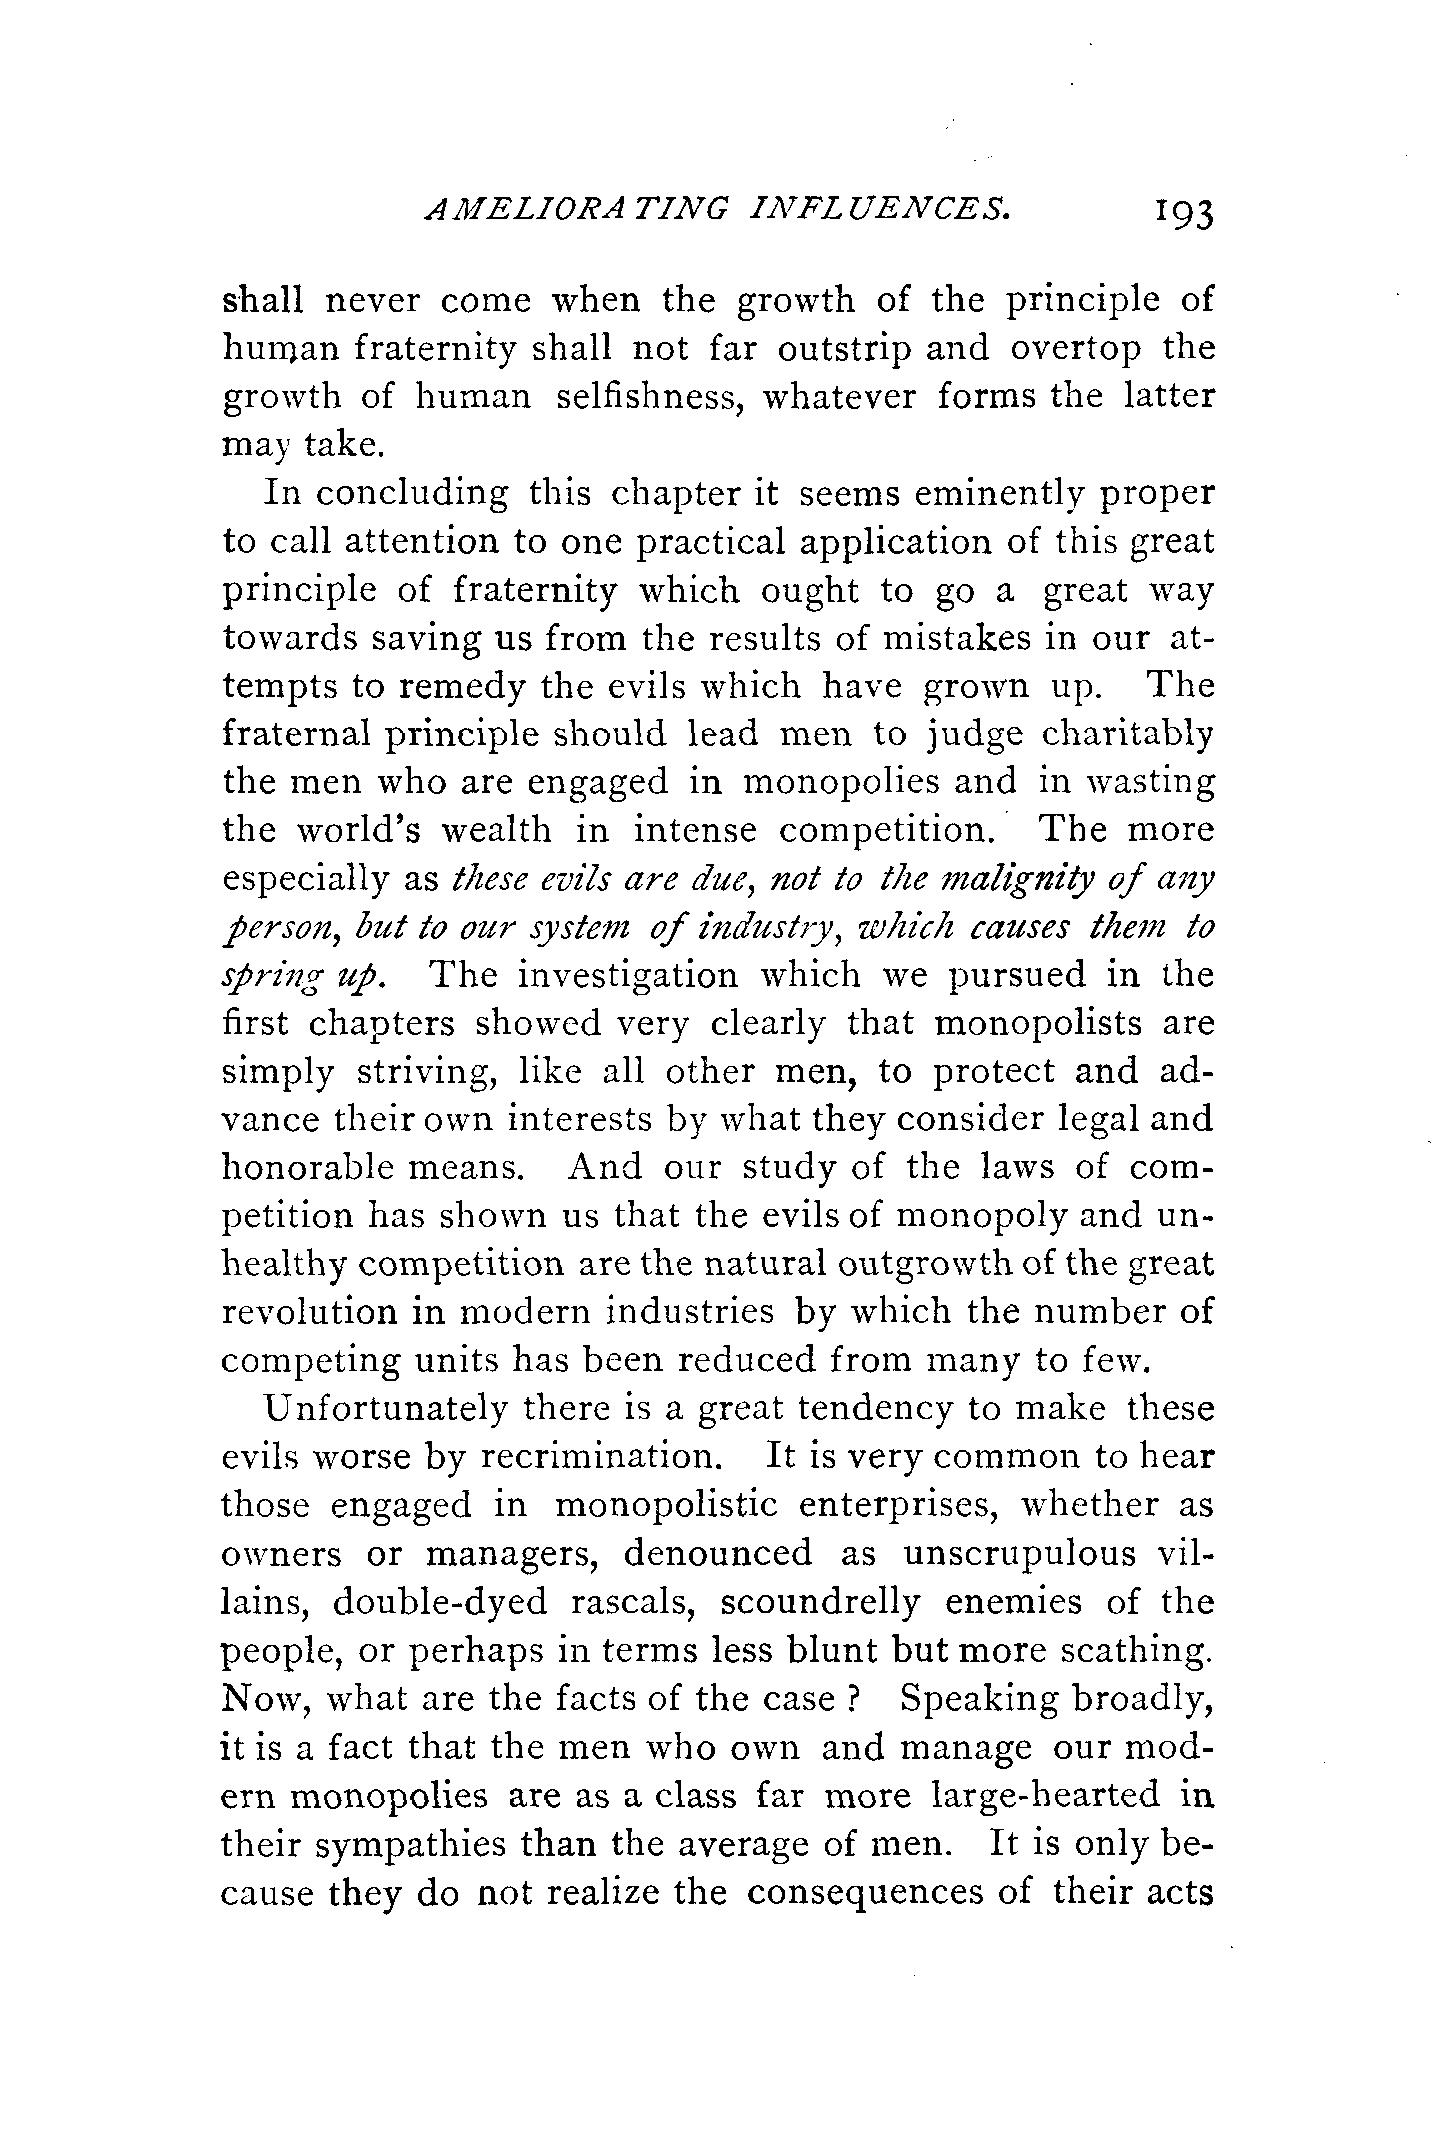 AMELIORATING INFLUENCES. 193
shall never come when the growth of the principle of
human fraternity shall not far outstrip and overtop the
growth of human selfishness, whatever forms the latter
may take.
In concluding this chapter it seems eminently proper
to call attention to one practical application of this great
principle of fraternity which ought to go a great way
towards saving us from the results of mistakes in our at-
tempts to remedy the evils which have grown up. The
fraternal principle should lead men to judge charitably
the men who are engaged in monopolies and in wasting
the world's wealth in intense competition. The more
especially as these evils are due, not to the malignity of any
person, but to our system of industry, which causes them to
spring up. The investigation which we pursued in the
first chapters showed very clearly that monopolists are
simply striving, like all other men, to protect and ad-
vance their own interests by what they consider legal and
honorable means. And our study of the laws of com-
petition has shown us that the evils of monopoly and un-
healthy competition are the natural outgrowth of the great
revolution in modern industries by which the number of
competing units has been reduced from many to few.
Unfortunately there is a great tendency to make these
evils worse by recrimination. It is very common to hear
those engaged in monopolistic enterprises, whether as
owners or managers, denounced as unscrupulous vil-
lains, double-dyed rascals, scoundrelly enemies of the
people, or perhaps in terms less blunt but more scathing.
Now, what are the facts of the case ? Speaking broadly,
it is a fact that the men who own and manage our mod-
ern monopolies are as a class far more large-hearted in
their sympathies than the average of men. It is only be-
cause they do not realize the consequences of their acts